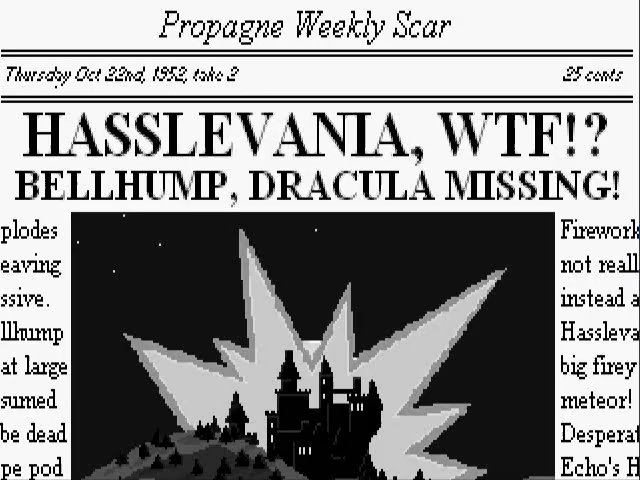 Propagne Weekly Scar
Thursday Oct 22nd, 1952, take 2
25 cents
HASSLEVANIA, WTF!?
BELLHUMP, DRACULA MISSING!
plodes
eaving
ssive.
llhump
at large
sumed
be dead
pe pod
Firework
not reall
instead a
Hassleva
big firey
meteor!
Desperat
Echo's H